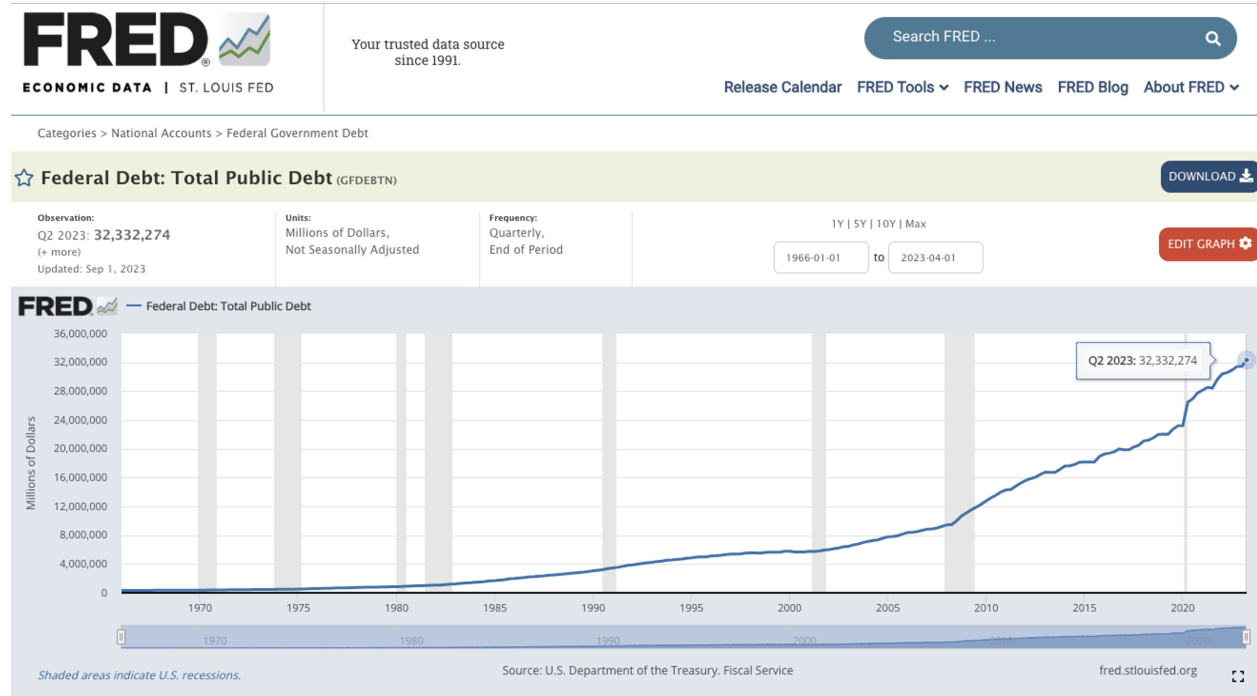 FRED®
ECONOMIC DATA | ST. LOUIS FED
Your trusted data source
since 1991.
Search FRED ...
Release Calendar FRED Tools FRED News FRED Blog About FRED
Categories > National Accounts > Federal Government Debt
Federal Debt: Total Public Debt (GFDEBTN)
DOWNLOAD
Observation:
Q2 2023: 32,332,274
(+ more)
Updated: Sep 1, 2023
Units:
Millions of Dollars,
Not Seasonally Adjusted
Frequency:
Quarterly,
End of Period
1Y | 5Y | 10Y | Max
1966-01-01 to 2023-04-01
EDIT GRAPH
FRED — Federal Debt: Total Public Debt
36,000,000
32,000,000
28,000,000
24,000,000
20,000,000
16,000,000
12,000,000
8,000,000
4,000,000
0
Millions of Dollars
Q2 2023: 32,332,274
1970 1975 1980 1985 1990 1995 2000 2005 2010 2015 2020
1970 1980 1990 2000 2010 2020
Shaded areas indicate U.S. recessions.
Source: U.S. Department of the Treasury. Fiscal Service
fred.stlouisfed.org